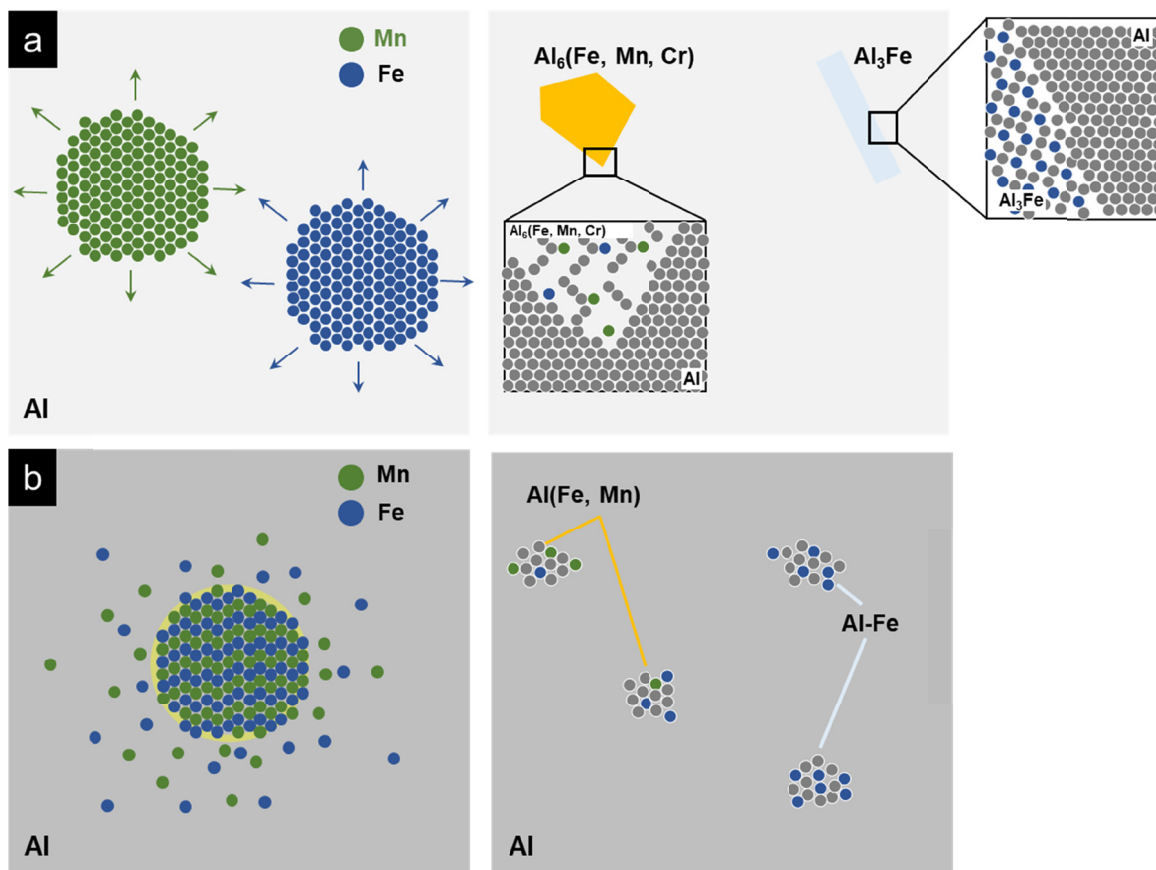 a
Mn
Fe
Al
Al₆(Fe, Mn, Cr)
Al₃Fe
Al₆(Fe, Mn, Cr)
Al
Al
Al₃Fe
b
Mn
Fe
Al
Al(Fe, Mn)
Al-Fe
Al